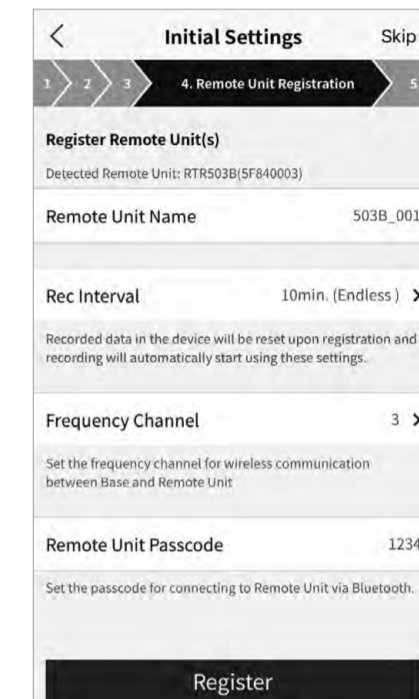 Initial Settings Skip
1 2 3 4. Remote Unit Registration 5
Register Remote Unit(s)
Detected Remote Unit: RTR503B(5F840003)
Remote Unit Name 503B_001
Rec Interval 10min. (Endless )
Recorded data in the device will be reset upon registration and
recording will automatically start using these settings.
Frequency Channel 3
Set the frequency channel for wireless communication
between Base and Remote Unit
Remote Unit Passcode 1234
Set the passcode for connecting to Remote Unit via Bluetooth.
Register